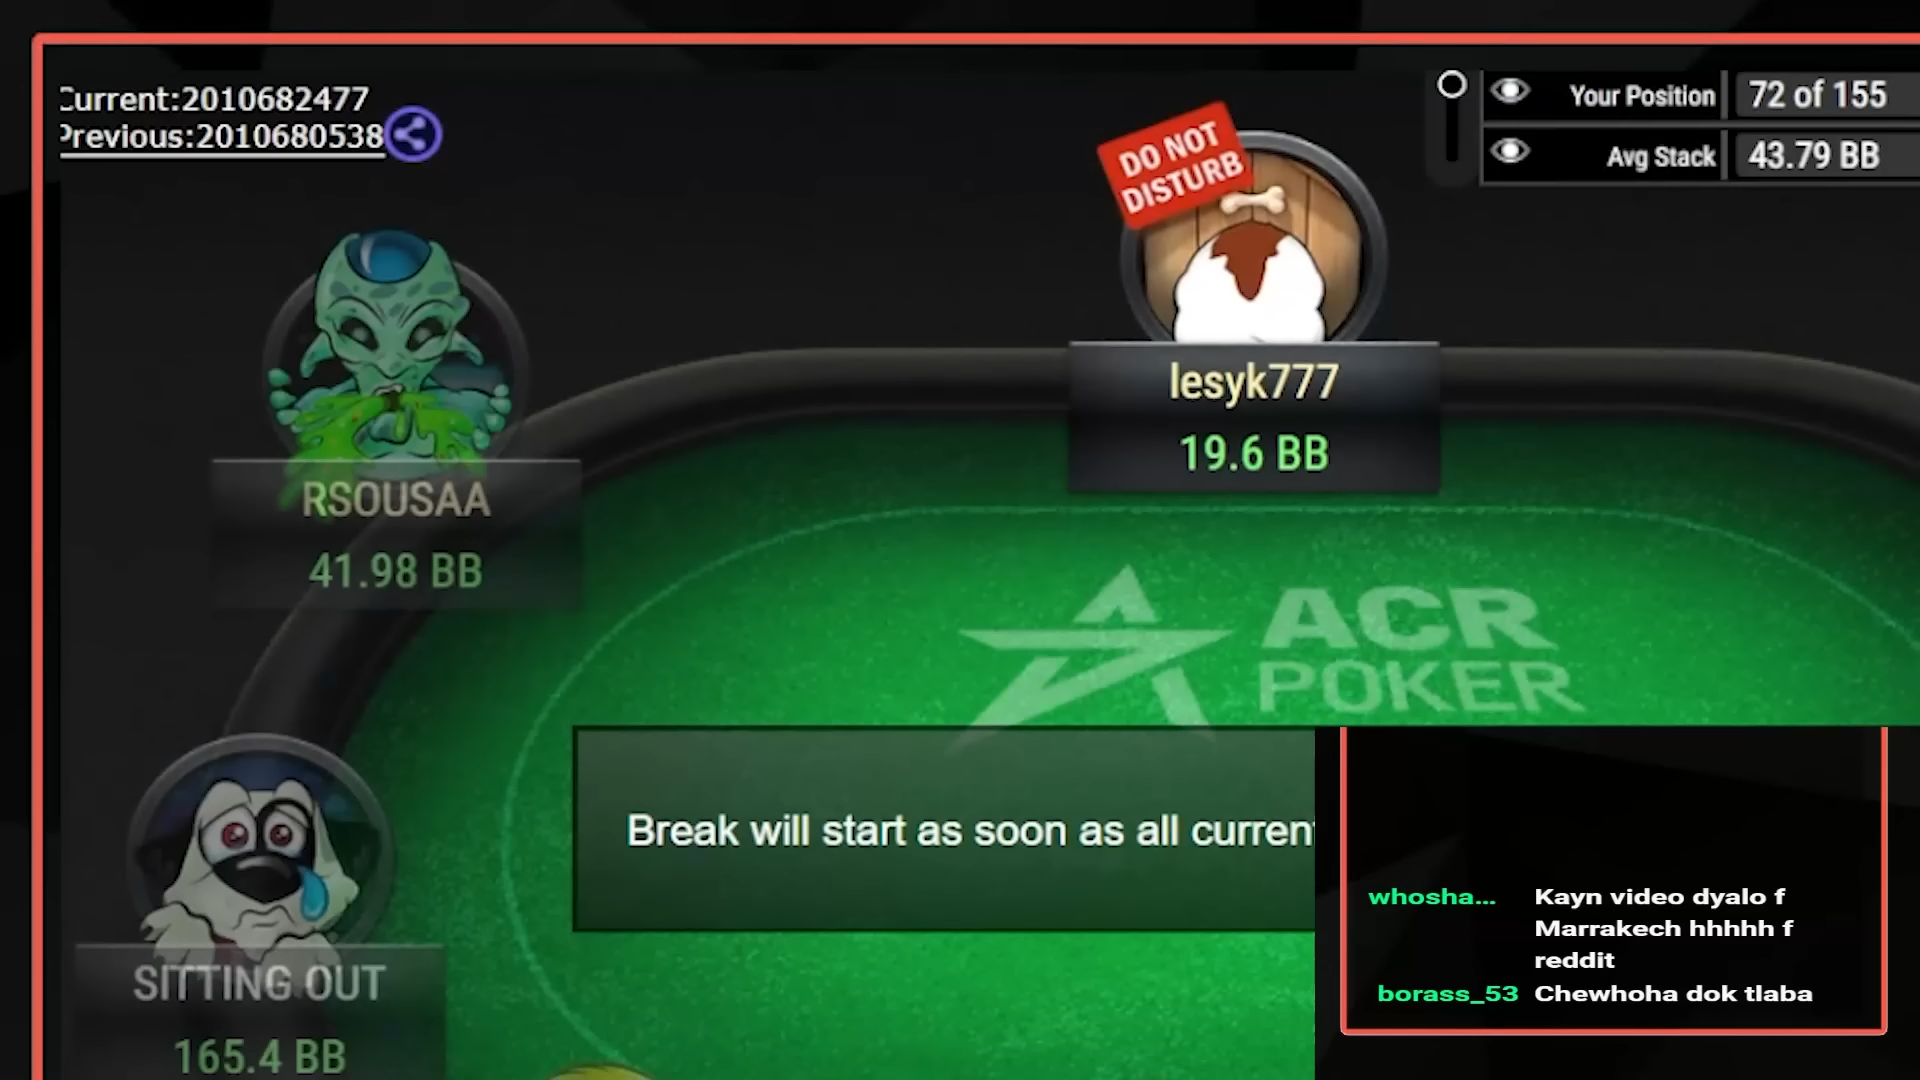 Current:2010682477
Previous:2010680538
Your Position 72 of 155
Avg Stack 43.79 BB
DO NOT
DISTURB
lesyk777
19.6 BB
RSOUSAA
41.98 BB
ACR
POKER
Break will start as soon as all current
SITTING OUT
165.4 BB
whosha... Kayn video dyalo f
Marrakech hhhhh f
reddit
borass_53 Chewhoha dok tlaba